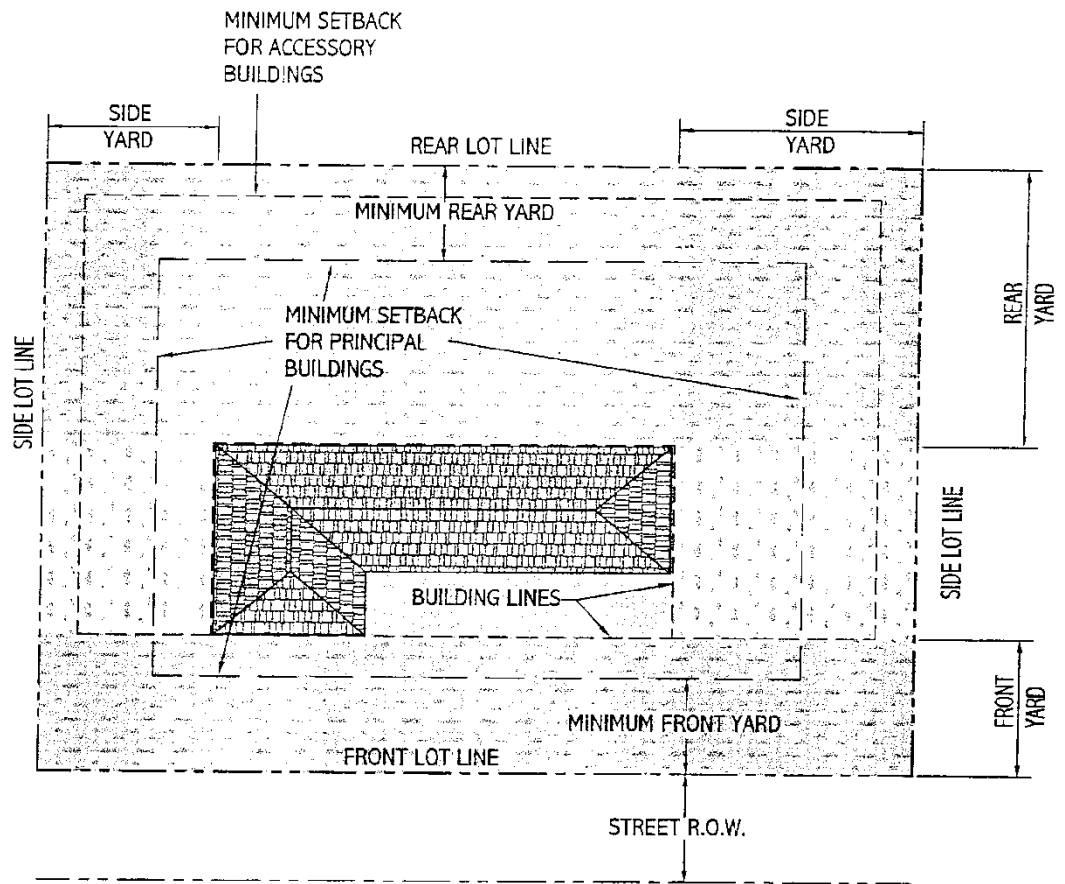 MINIMUM SETBACK
FOR ACCESSORY
BUILDINGS
SIDE
YARD
SIDE
YARD
REAR LOT LINE
MINIMUM REAR YARD
MINIMUM SETBACK
FOR PRINCIPAL
BUILDINGS
REAR
YARD
SIDE LOT LINE
SIDE LOT LINE
BUILDING LINES
MINIMUM FRONT YARD
FRONT
YARD
FRONT LOT LINE
STREET R.O.W.